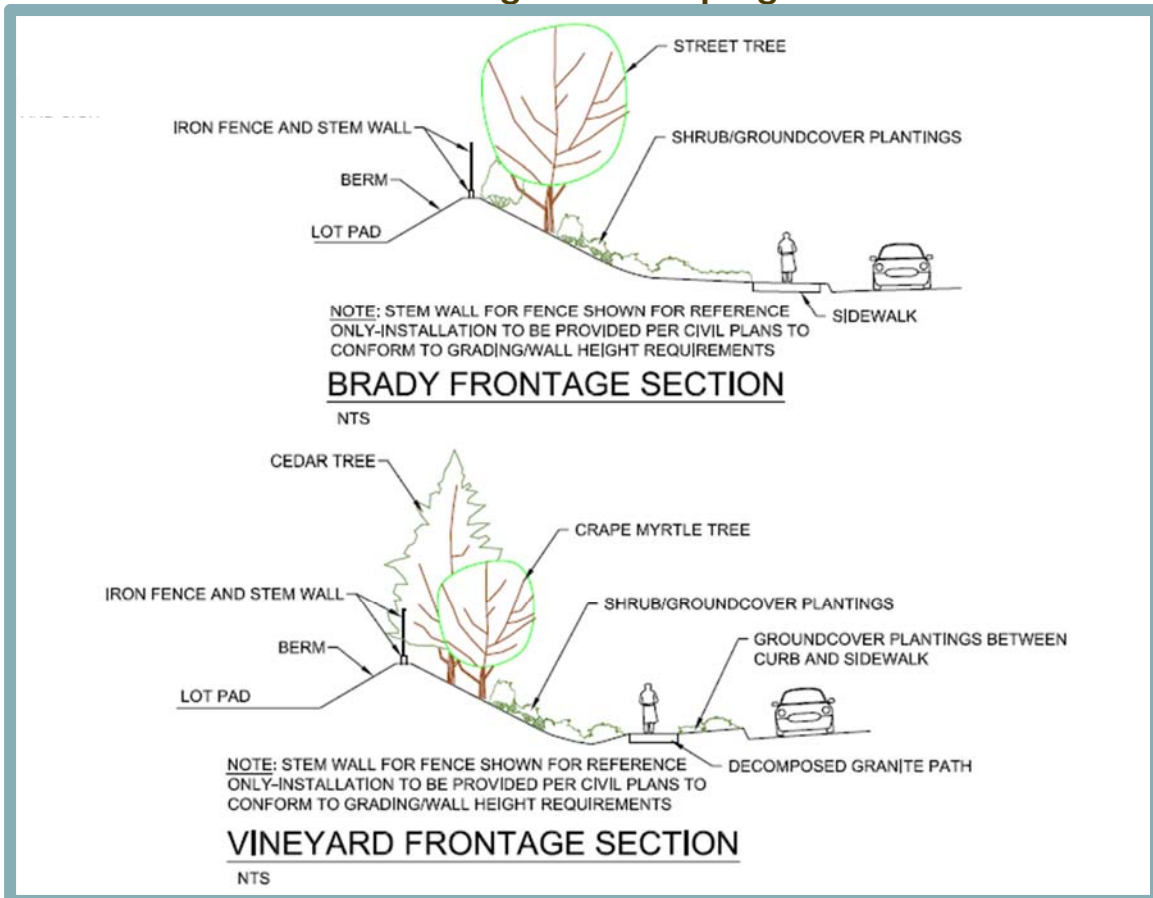 STREET TREE
IRON FENCE AND STEM WALL
SHRUB/GROUNDCOVER PLANTINGS
BERM
LOT PAD
SIDEWALK
NOTE: STEM WALL FOR FENCE SHOWN FOR REFERENCE
ONLY-INSTALLATION TO BE PROVIDED PER CIVIL PLANS TO
CONFORM TO GRADING/WALL HEIGHT REQUIREMENTS
BRADY FRONTAGE SECTION
NTS
CEDAR TREE
CRAPE MYRTLE TREE
IRON FENCE AND STEM WALL
SHRUB/GROUNDCOVER PLANTINGS
GROUNDCOVER PLANTINGS BETWEEN
CURB AND SIDEWALK
BERM
LOT PAD
DECOMPOSED GRANITE PATH
NOTE: STEM WALL FOR FENCE SHOWN FOR REFERENCE
ONLY-INSTALLATION TO BE PROVIDED PER CIVIL PLANS TO
CONFORM TO GRADING/WALL HEIGHT REQUIREMENTS
VINEYARD FRONTAGE SECTION
NTS